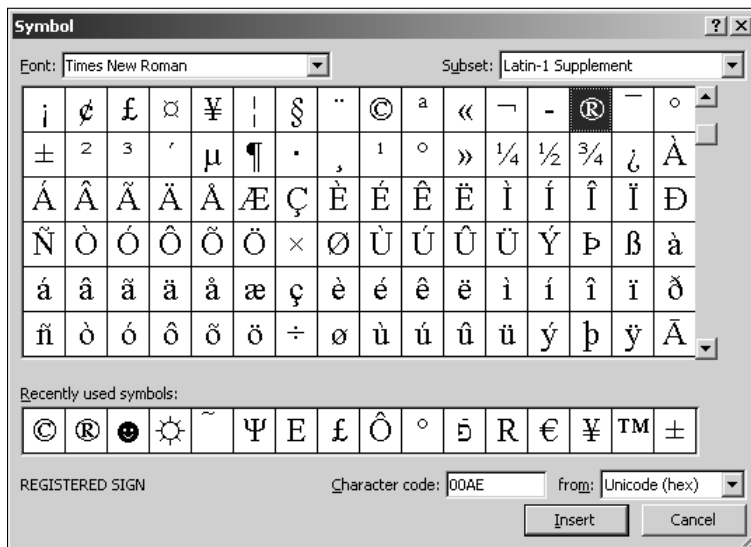 Symbol
Font: Times New Roman Subset: Latin-1 Supplement
¡ ¢ £ ¤ ¥ ¦ § ¨ © ª « ¬ - ® ¯ °
± ² ³ ´ µ ¶ · ¸ ¹ º » ¼ ½ ¾ ¿ À
Á Â Ã Ä Å Æ Ç È É Ê Ë Ì Í Î Ï Ð
Ñ Ò Ó Ô Õ Ö × Ø Ù Ú Û Ü Ý Þ ß à
á â ã ä å æ ç è é ê ë ì í î ï ð
ñ ò ó ô õ ö ÷ ø ù ú û ü ý þ ÿ Ā
Recently used symbols:
© ® ☻ ☼ ~ Ψ E £ Ô ° R € ¥ ™ ±
REGISTERED SIGN Character code: 00AE from: Unicode (hex)
Insert Cancel